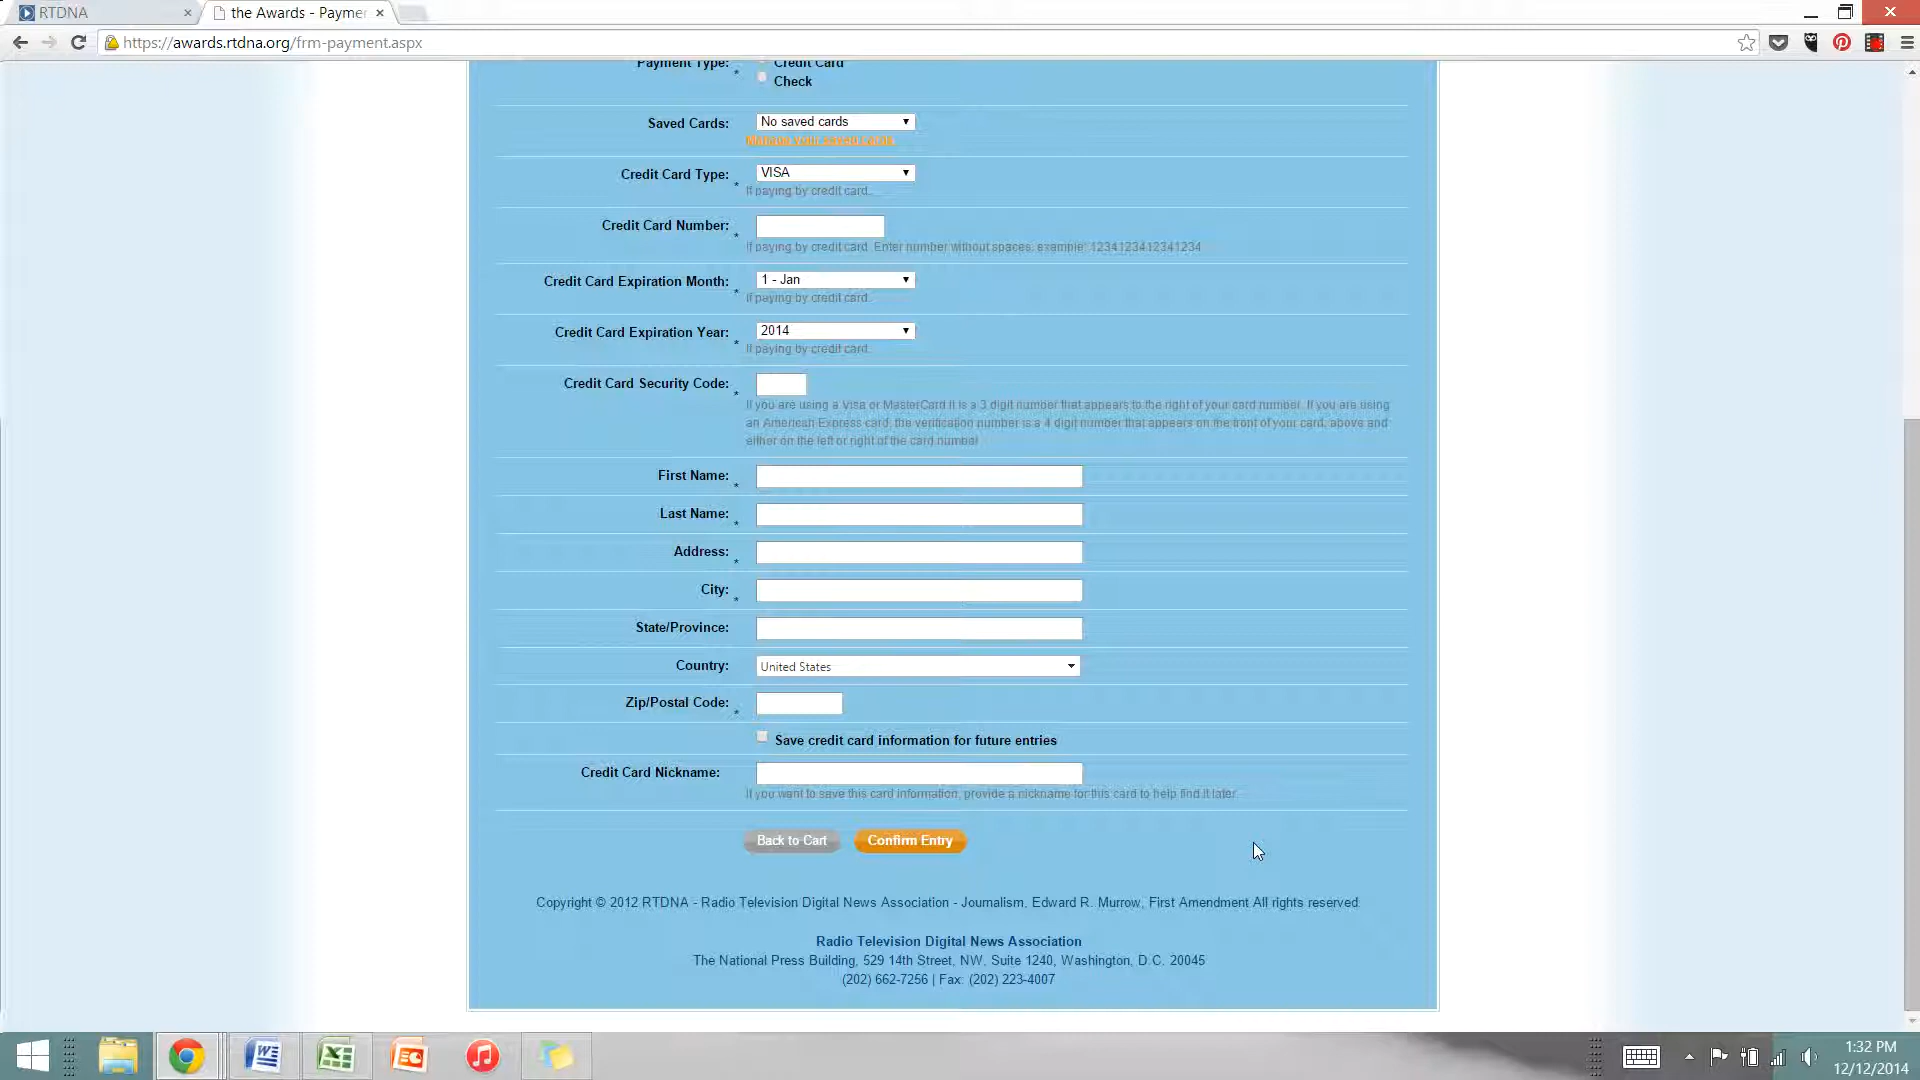 RTDNA
the Awards - Payme
https://awards.rtdna.org/frm-payment.aspx
Payment Type: * Credit Card
Check
Saved Cards: No saved cards
Manage your saved cards.
Credit Card Type: * VISA
If paying by credit card.
Credit Card Number: *
If paying by credit card. Enter number without spaces, example: 1234123412341234
Credit Card Expiration Month: * 1 - Jan
If paying by credit card.
Credit Card Expiration Year: * 2014
If paying by credit card.
Credit Card Security Code: *
If you are using a Visa or MasterCard it is a 3 digit number that appears to the right of your card number. If you are using
an American Express card, the verification number is a 4 digit number that appears on the front of your card, above and
either on the left or right of the card number
First Name: *
Last Name: *
Address: *
City: *
State/Province:
Country: United States
Zip/Postal Code: *
Save credit card information for future entries
Credit Card Nickname:
If you want to save this card information, provide a nickname for this card to help find it later.
Back to Cart Confirm Entry
Copyright © 2012 RTDNA - Radio Television Digital News Association - Journalism, Edward R. Murrow, First Amendment All rights reserved.
Radio Television Digital News Association
The National Press Building, 529 14th Street, NW, Suite 1240, Washington, D.C. 20045
(202) 662-7256 | Fax: (202) 223-4007
1:32 PM
12/12/2014